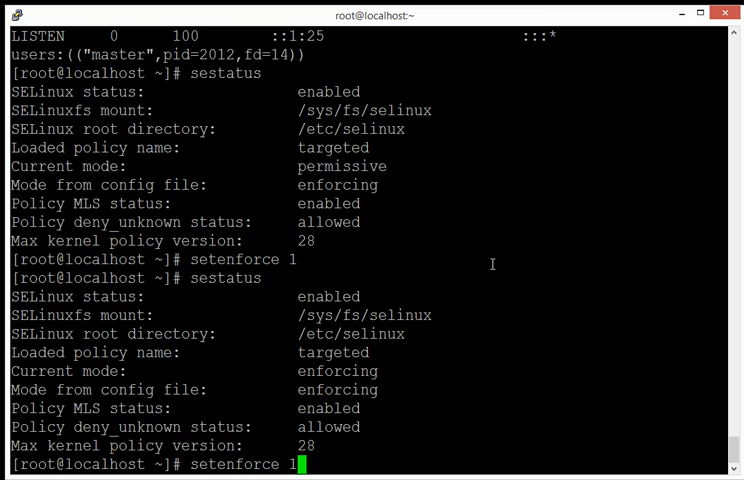 root@localhost:~
LISTEN     0      100          ::1:25                         :::*
users:(("master",pid=2012,fd=14))
[root@localhost ~]# sestatus
SELinux status:                 enabled
SELinuxfs mount:                /sys/fs/selinux
SELinux root directory:         /etc/selinux
Loaded policy name:             targeted
Current mode:                   permissive
Mode from config file:          enforcing
Policy MLS status:              enabled
Policy deny_unknown status:     allowed
Max kernel policy version:      28
[root@localhost ~]# setenforce 1
[root@localhost ~]# sestatus
SELinux status:                 enabled
SELinuxfs mount:                /sys/fs/selinux
SELinux root directory:         /etc/selinux
Loaded policy name:             targeted
Current mode:                   enforcing
Mode from config file:          enforcing
Policy MLS status:              enabled
Policy deny_unknown status:     allowed
Max kernel policy version:      28
[root@localhost ~]# setenforce 1